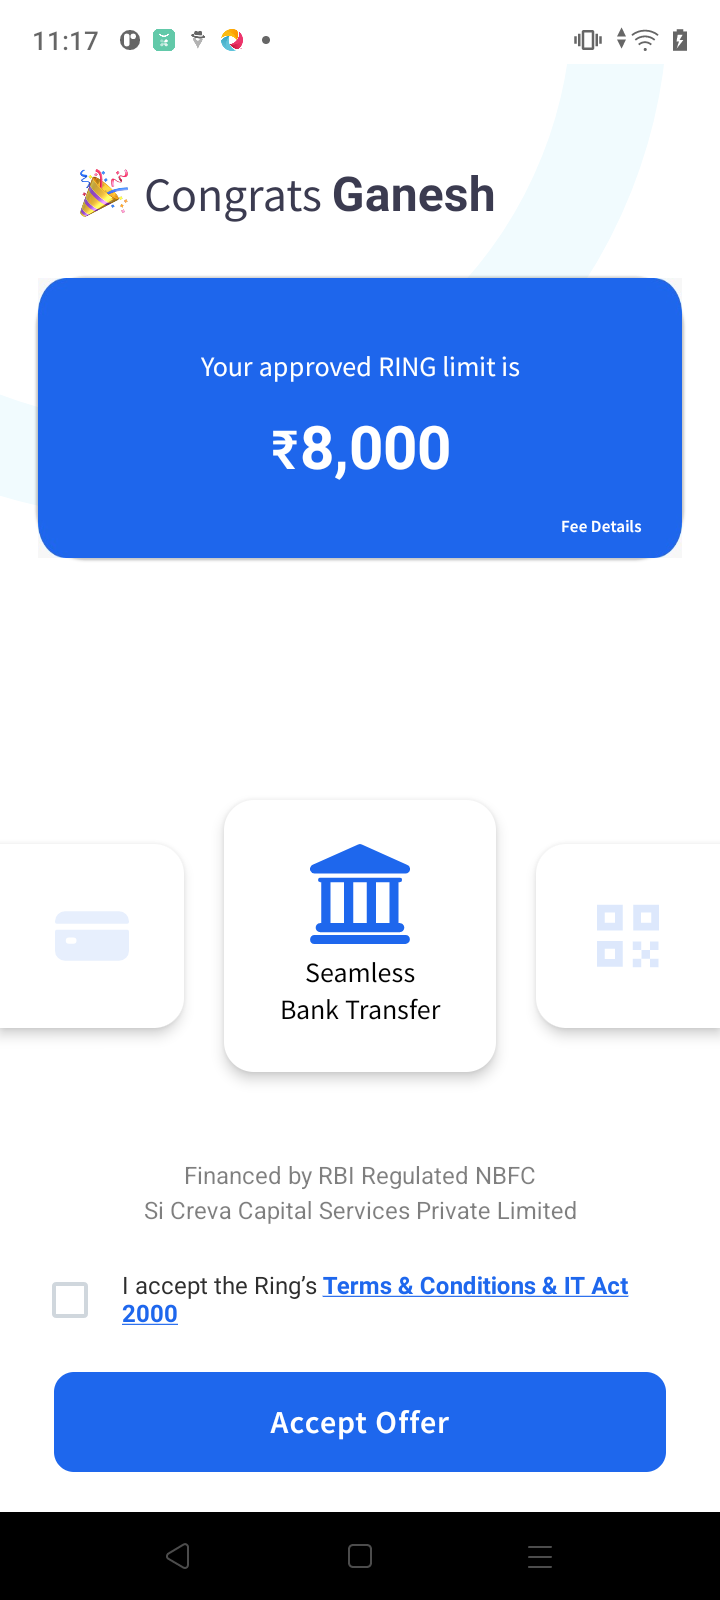 11:17
Congrats Ganesh
Your approved RING limit is
₹8,000
Fee Details
Seamless
Bank Transfer
Financed by RBI Regulated NBFC
Si Creva Capital Services Private Limited
I accept the Ring’s Terms & Conditions & IT Act
2000
Accept Offer